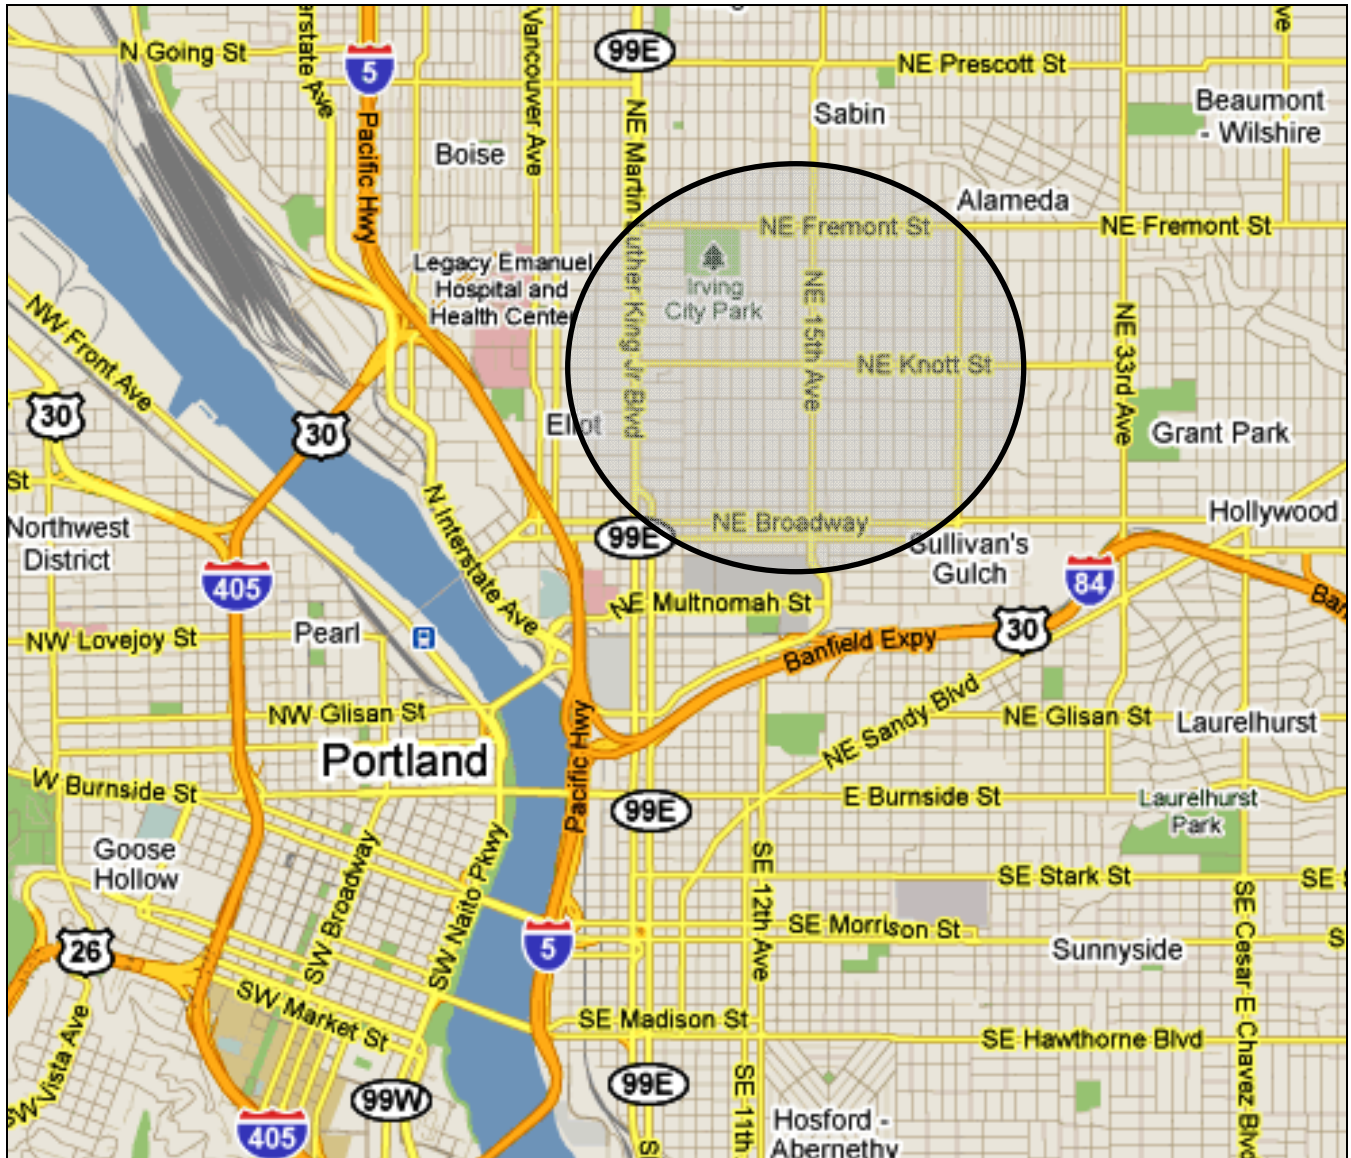 N Going St
Interstate Ave
5
Pacific Hwy
Vancouver Ave
99E
NE Prescott St
Sabin
Beaumont
- Wilshire
Boise
NE Martin Luther King Jr Blvd
Alameda
NE Fremont St
NE Fremont St
Legacy Emanuel
Hospital and
Health Center
Irving
City Park
NE 15th Ave
NE Knott St
NE 33rd Ave
NW Front Ave
30
30
Eliot
Grant Park
St
Northwest
District
N Interstate Ave
99E
NE Broadway
Sullivan's
Gulch
Hollywood
405
84
Ban
NE Multnomah St
30
NW Lovejoy St
Pearl
Banfield Expy
NE Sandy Blvd
NW Glisan St
NE Glisan St
Laurelhurst
Portland
Pacific Hwy
W Burnside St
99E
E Burnside St
Laurelhurst
Park
Goose
Hollow
SW Broadway
SW Naito Pkwy
SE 12th Ave
SE Stark St
SE S
SE Morrison St
S
26
5
Sunnyside
SE Cesar E Chavez Blvd
SW Market St
SE Madison St
SE Hawthorne Blvd
SW Vista Ave
99W
99E
SE 11th
405
Hosford -
Abernethy